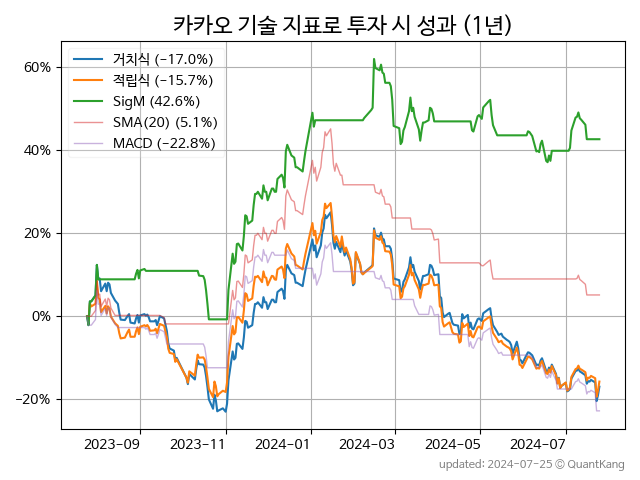 카카오 기술 지표로 투자 시 성과 (1년)
거치식 (−17.0%)
적립식 (−15.7%)
SigM (42.6%)
SMA(20) (5.1%)
MACD (−22.8%)
60%
40%
20%
0%
−20%
2023-09 2023-11 2024-01 2024-03 2024-05 2024-07
updated: 2024-07-25 © QuantKang